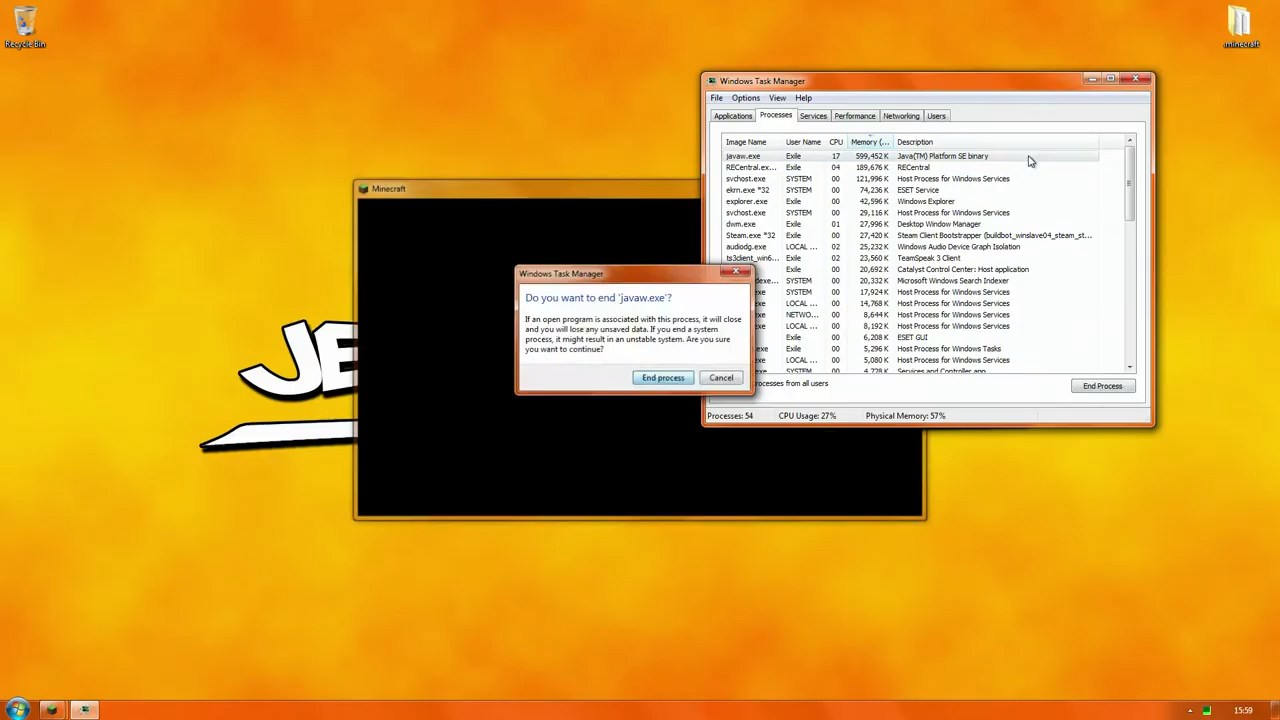 Recycle Bin
.minecraft
Windows Task Manager
File Options View Help
Applications Processes Services Performance Networking Users
Image Name User Name CPU Memory (... Description
javaw.exe Exile 17 599,452 K Java(TM) Platform SE binary
RECentral.ex... Exile 04 189,676 K RECentral
svchost.exe SYSTEM 00 121,996 K Host Process for Windows Services
ekrn.exe *32 SYSTEM 00 74,236 K ESET Service
explorer.exe Exile 00 42,596 K Windows Explorer
svchost.exe SYSTEM 00 29,116 K Host Process for Windows Services
dwm.exe Exile 01 27,996 K Desktop Window Manager
Steam.exe *32 Exile 00 27,420 K Steam Client Bootstrapper (buildbot_winslave04_steam_st...
audiodg.exe LOCAL ... 02 25,232 K Windows Audio Device Graph Isolation
ts3client_win6... Exile 02 23,560 K TeamSpeak 3 Client
Exile 00 20,692 K Catalyst Control Center: Host application
SYSTEM 00 20,332 K Microsoft Windows Search Indexer
SYSTEM 00 17,924 K Host Process for Windows Services
LOCAL ... 00 14,768 K Host Process for Windows Services
NETWO... 00 8,644 K Host Process for Windows Services
LOCAL ... 00 8,192 K Host Process for Windows Services
Exile 00 6,208 K ESET GUI
.exe Exile 00 5,296 K Host Process for Windows Tasks
.exe LOCAL ... 00 5,080 K Host Process for Windows Services
.exe SYSTEM 00 4,728 K Services and Controller app
processes from all users
End Process
Processes: 54 CPU Usage: 27% Physical Memory: 57%
Minecraft
Windows Task Manager
Do you want to end 'javaw.exe'?
If an open program is associated with this process, it will close
and you will lose any unsaved data. If you end a system
process, it might result in an unstable system. Are you sure
you want to continue?
End process Cancel
JE
15:59